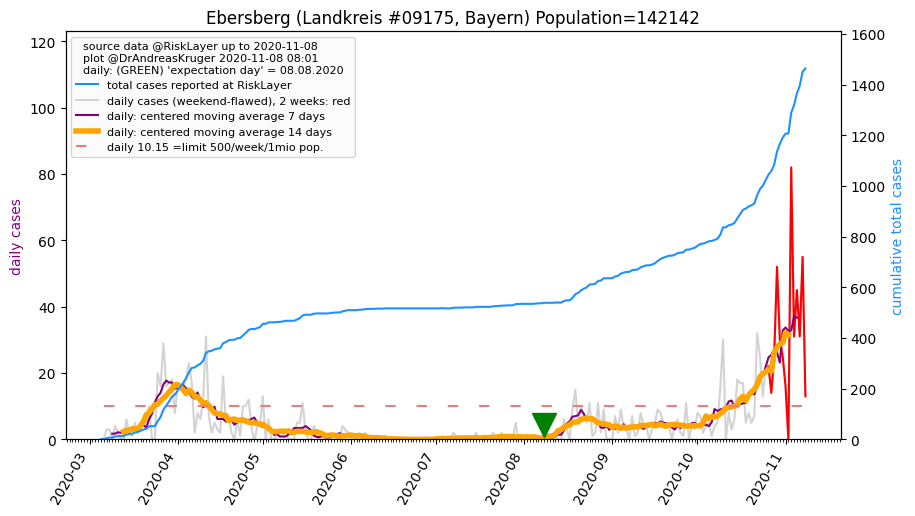 Ebersberg (Landkreis #09175, Bayern) Population=142142
source data @RiskLayer up to 2020-11-08
plot @DrAndreasKruger 2020-11-08 08:01
daily: (GREEN) 'expectation day' = 08.08.2020
total cases reported at RiskLayer
daily cases (weekend-flawed), 2 weeks: red
daily: centered moving average 7 days
daily: centered moving average 14 days
daily 10.15 =limit 500/week/1mio pop.
daily cases
120
100
80
60
40
20
0
cumulative total cases
1600
1400
1200
1000
800
600
400
200
0
2020-03
2020-04
2020-05
2020-06
2020-07
2020-08
2020-09
2020-10
2020-11